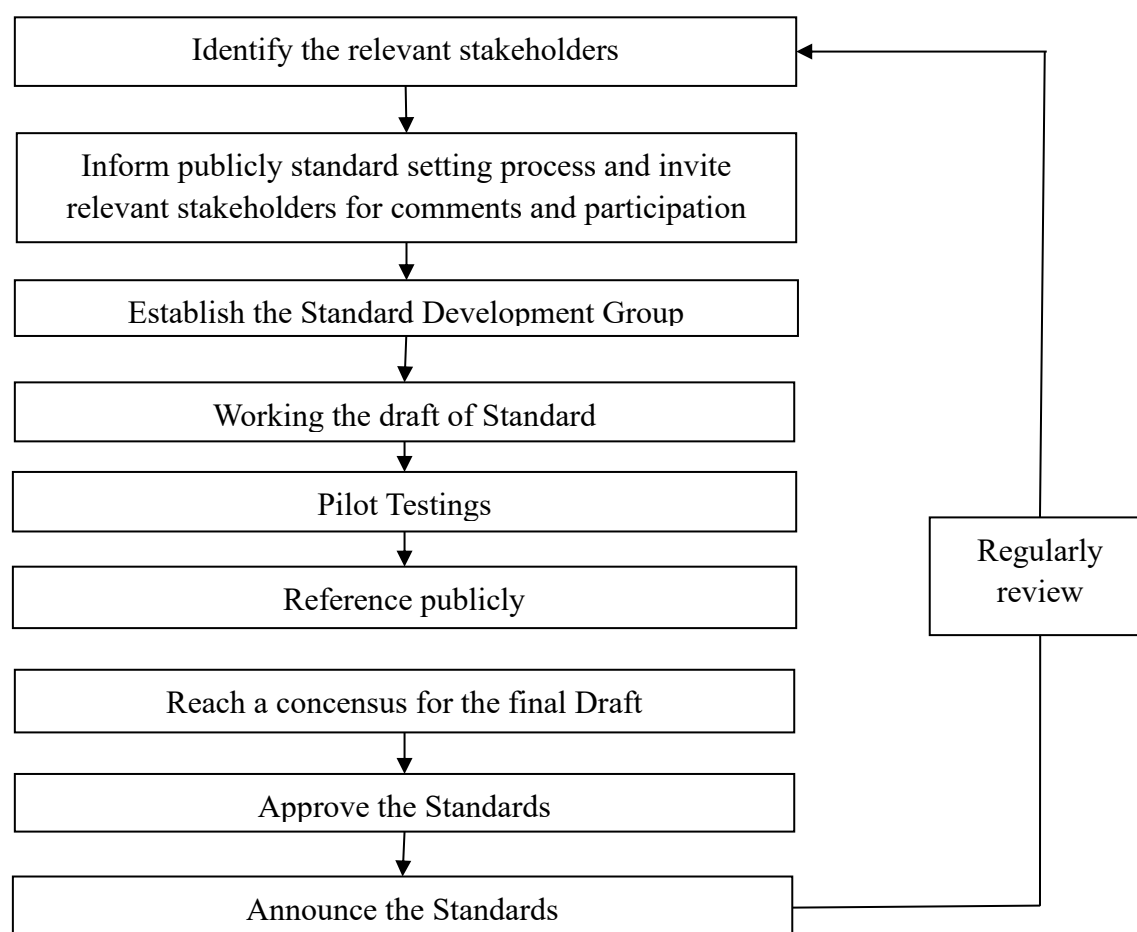 Identify the relevant stakeholders
Inform publicly standard setting process and invite
relevant stakeholders for comments and participation
Establish the Standard Development Group
Working the draft of Standard
Pilot Testings
Reference publicly
Regularly
review
Reach a concensus for the final Draft
Approve the Standards
Announce the Standards